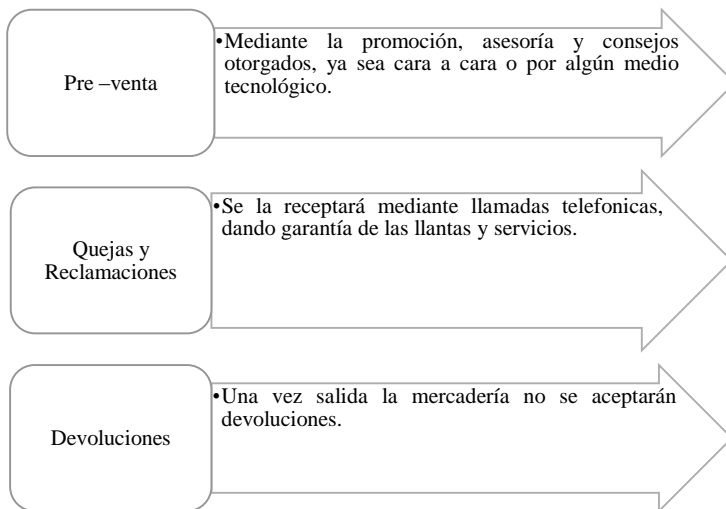 Pre –venta
•Mediante la promoción, asesoría y consejos
otorgados, ya sea cara a cara o por algún medio
tecnológico.
Quejas y
Reclamaciones
•Se la receptará mediante llamadas telefonicas,
dando garantía de las llantas y servicios.
Devoluciones
•Una vez salida la mercadería no se aceptarán
devoluciones.